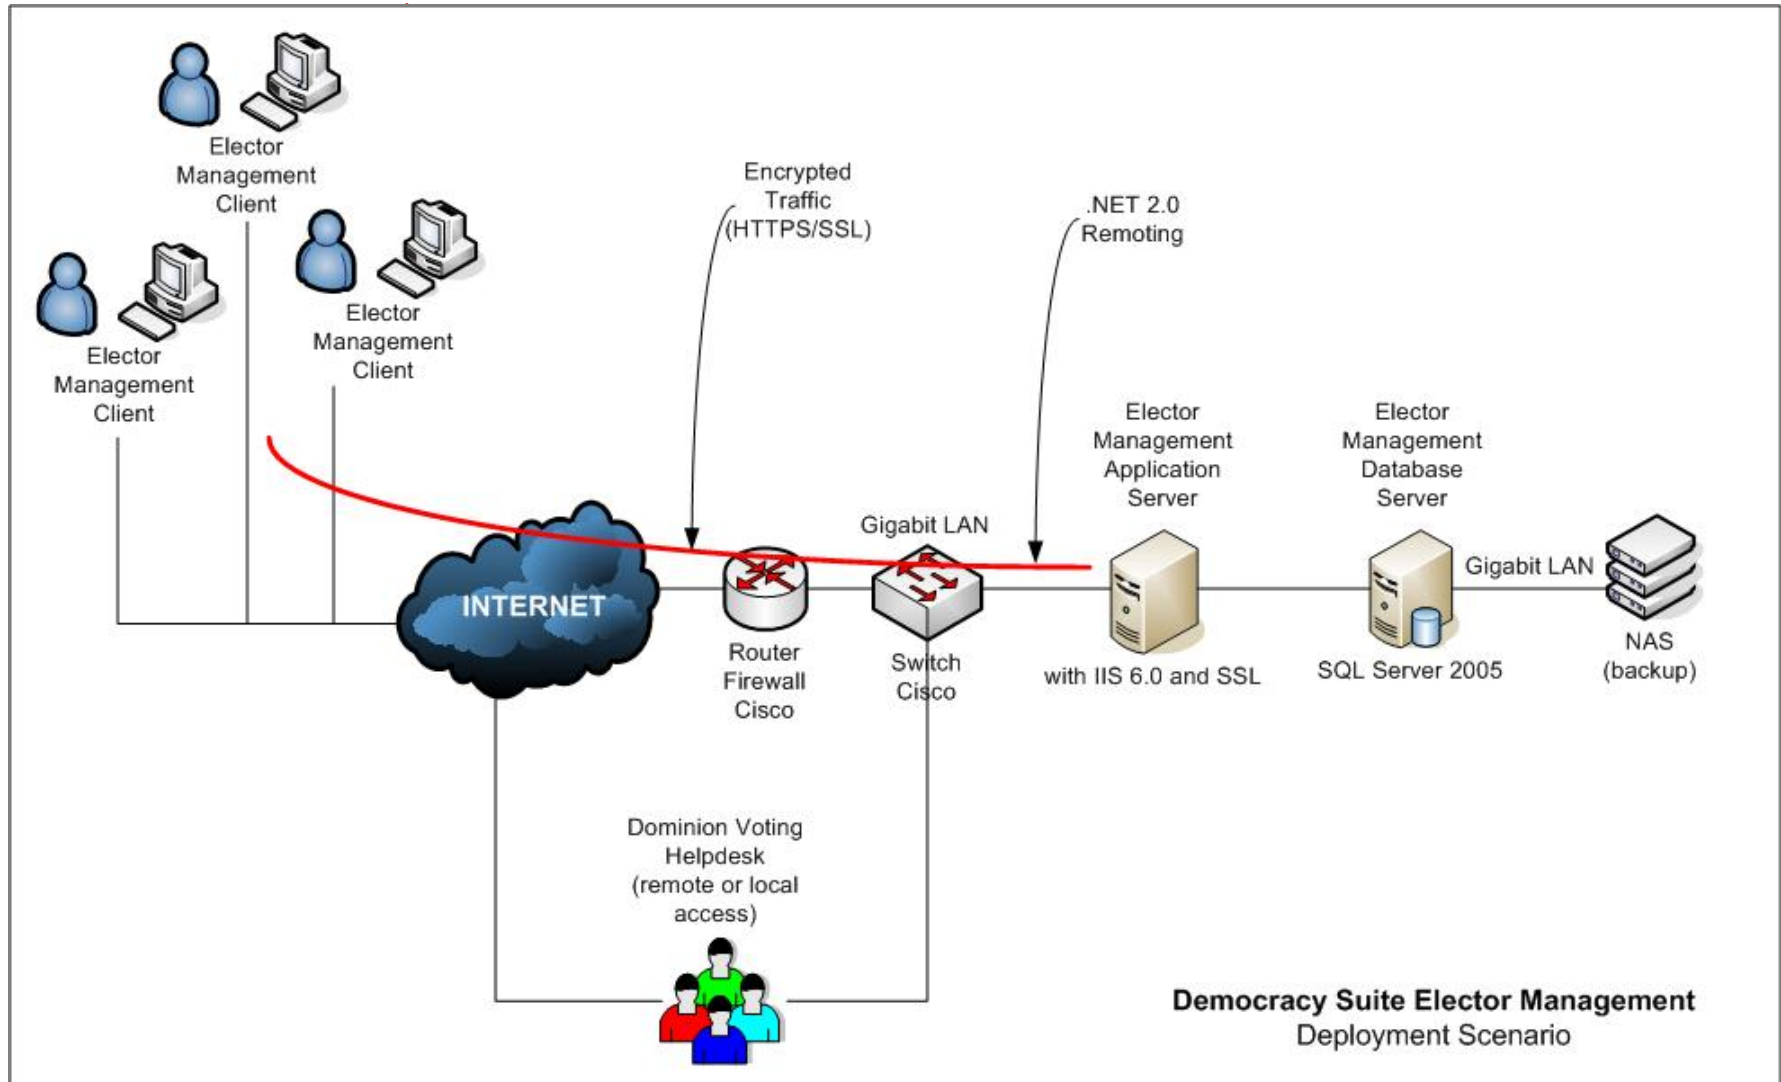 Elector
Management
Client
Elector
Management
Client
Elector
Management
Client
Encrypted
Traffic
(HTTPS/SSL)
.NET 2.0
Remoting
INTERNET
Router
Firewall
Cisco
Gigabit LAN
Switch
Cisco
Elector
Management
Application
Server
with IIS 6.0 and SSL
Elector
Management
Database
Server
SQL Server 2005
Gigabit LAN
NAS
(backup)
Dominion Voting
Helpdesk
(remote or local
access)
Democracy Suite Elector Management
Deployment Scenario